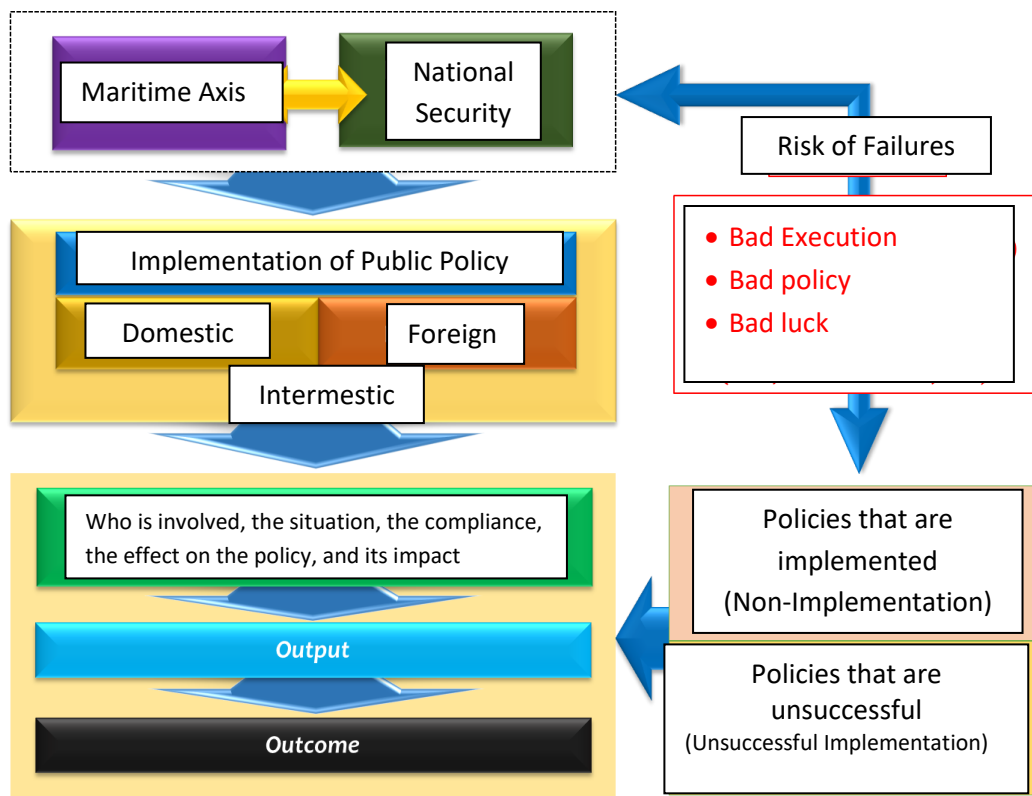 Maritime Axis
National
Security
Risk of Failures
Implementation of Public Policy
Domestic
Foreign
Intermestic
• Bad Execution
• Bad policy
• Bad luck
Who is involved, the situation, the compliance,
the effect on the policy, and its impact
Output
Outcome
Policies that are
implemented
(Non-Implementation)
Policies that are
unsuccessful
(Unsuccessful Implementation)